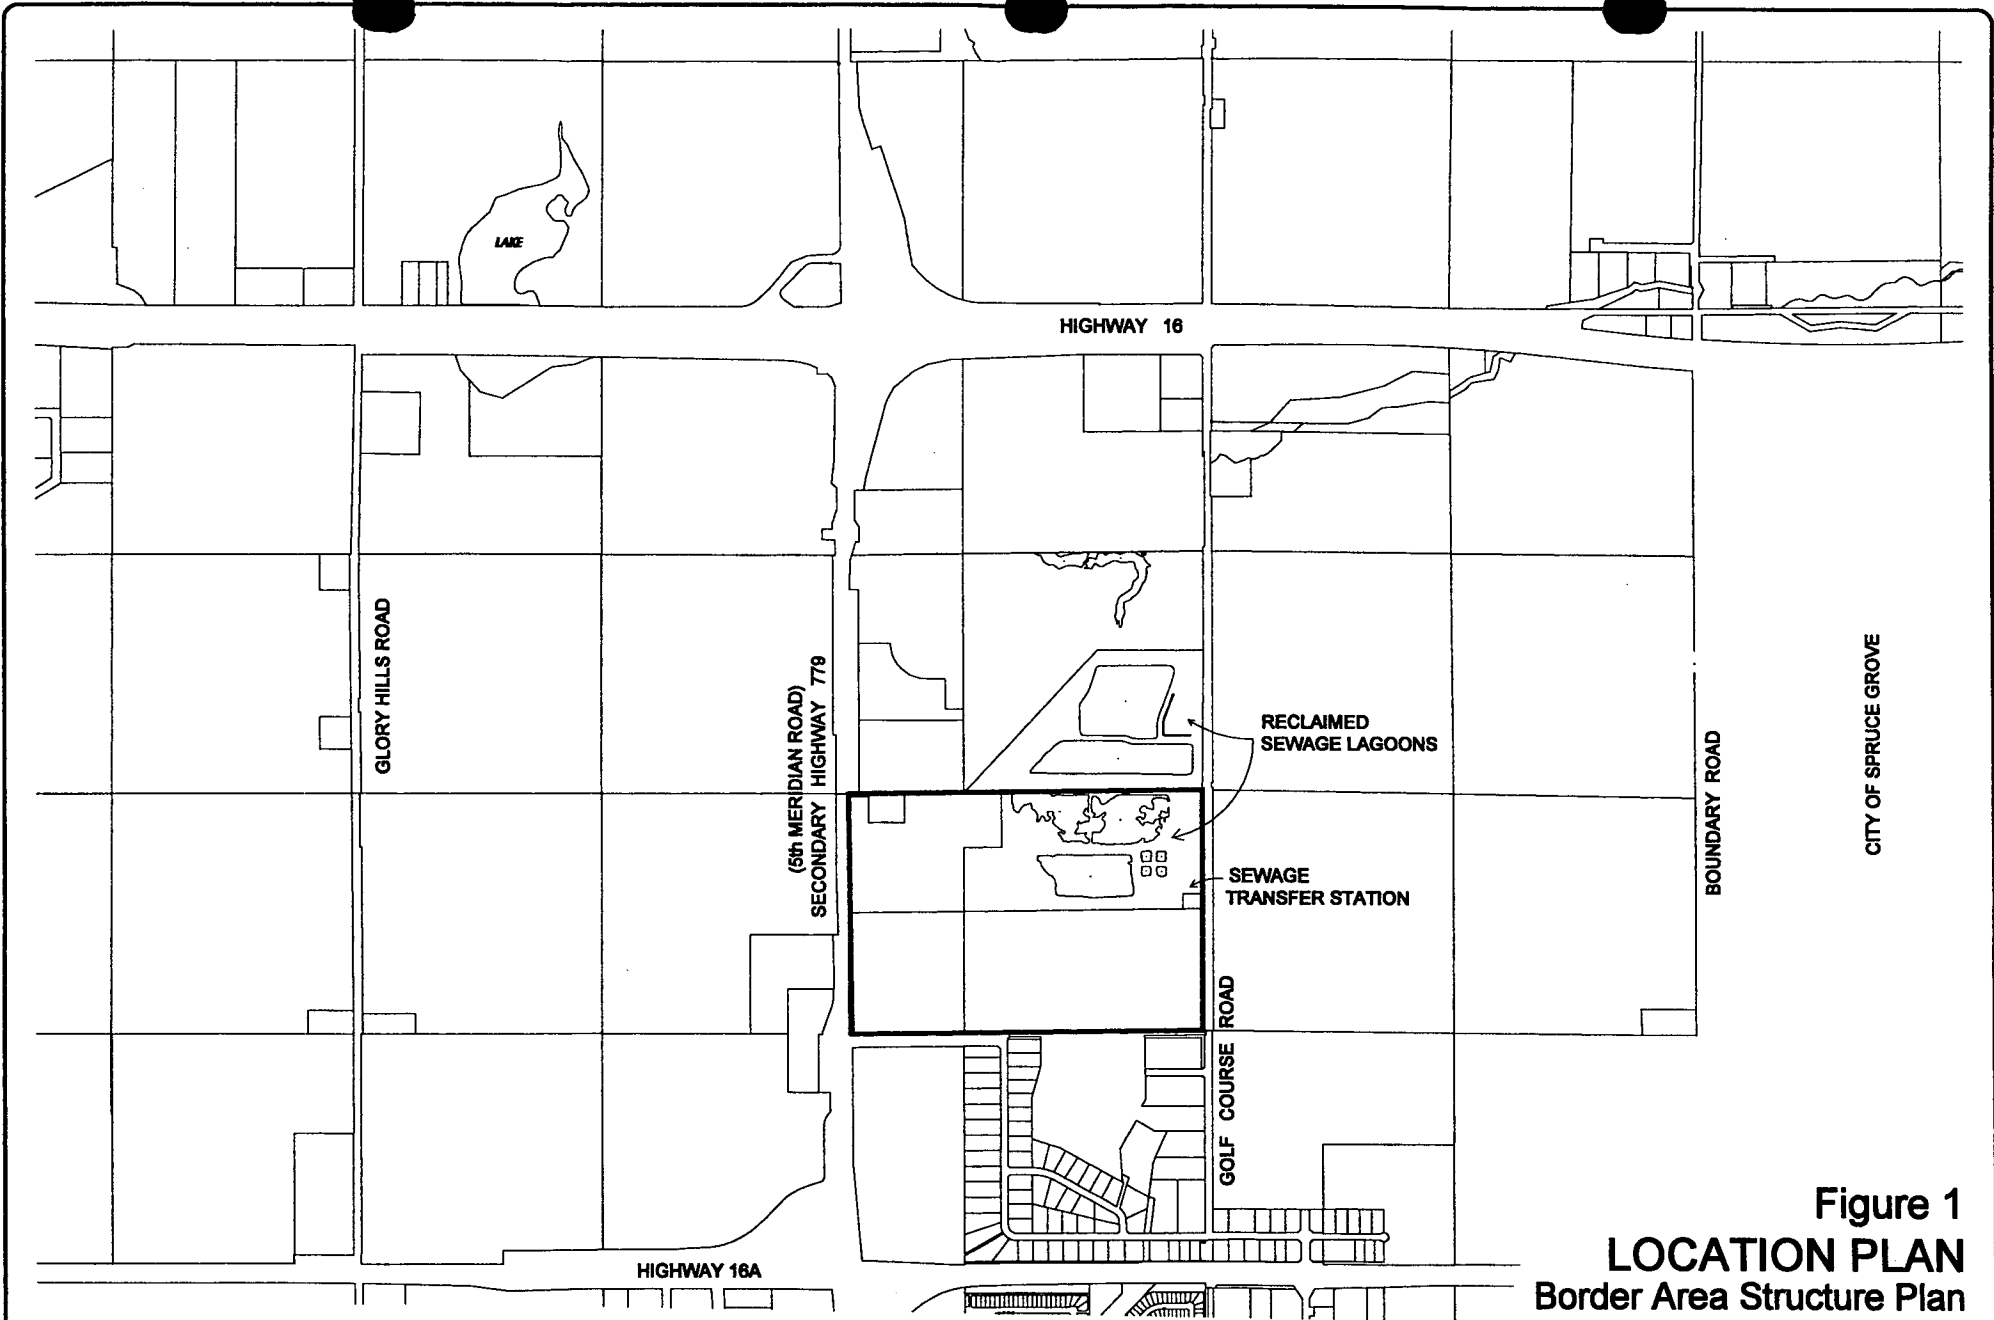 LAKE
HIGHWAY 16
GLORY HILLS ROAD
(5th MERIDIAN ROAD)
SECONDARY HIGHWAY 779
RECLAIMED
SEWAGE LAGOONS
SEWAGE
TRANSFER STATION
BOUNDARY ROAD
CITY OF SPRUCE GROVE
GOLF COURSE ROAD
HIGHWAY 16A
Figure 1
LOCATION PLAN
Border Area Structure Plan